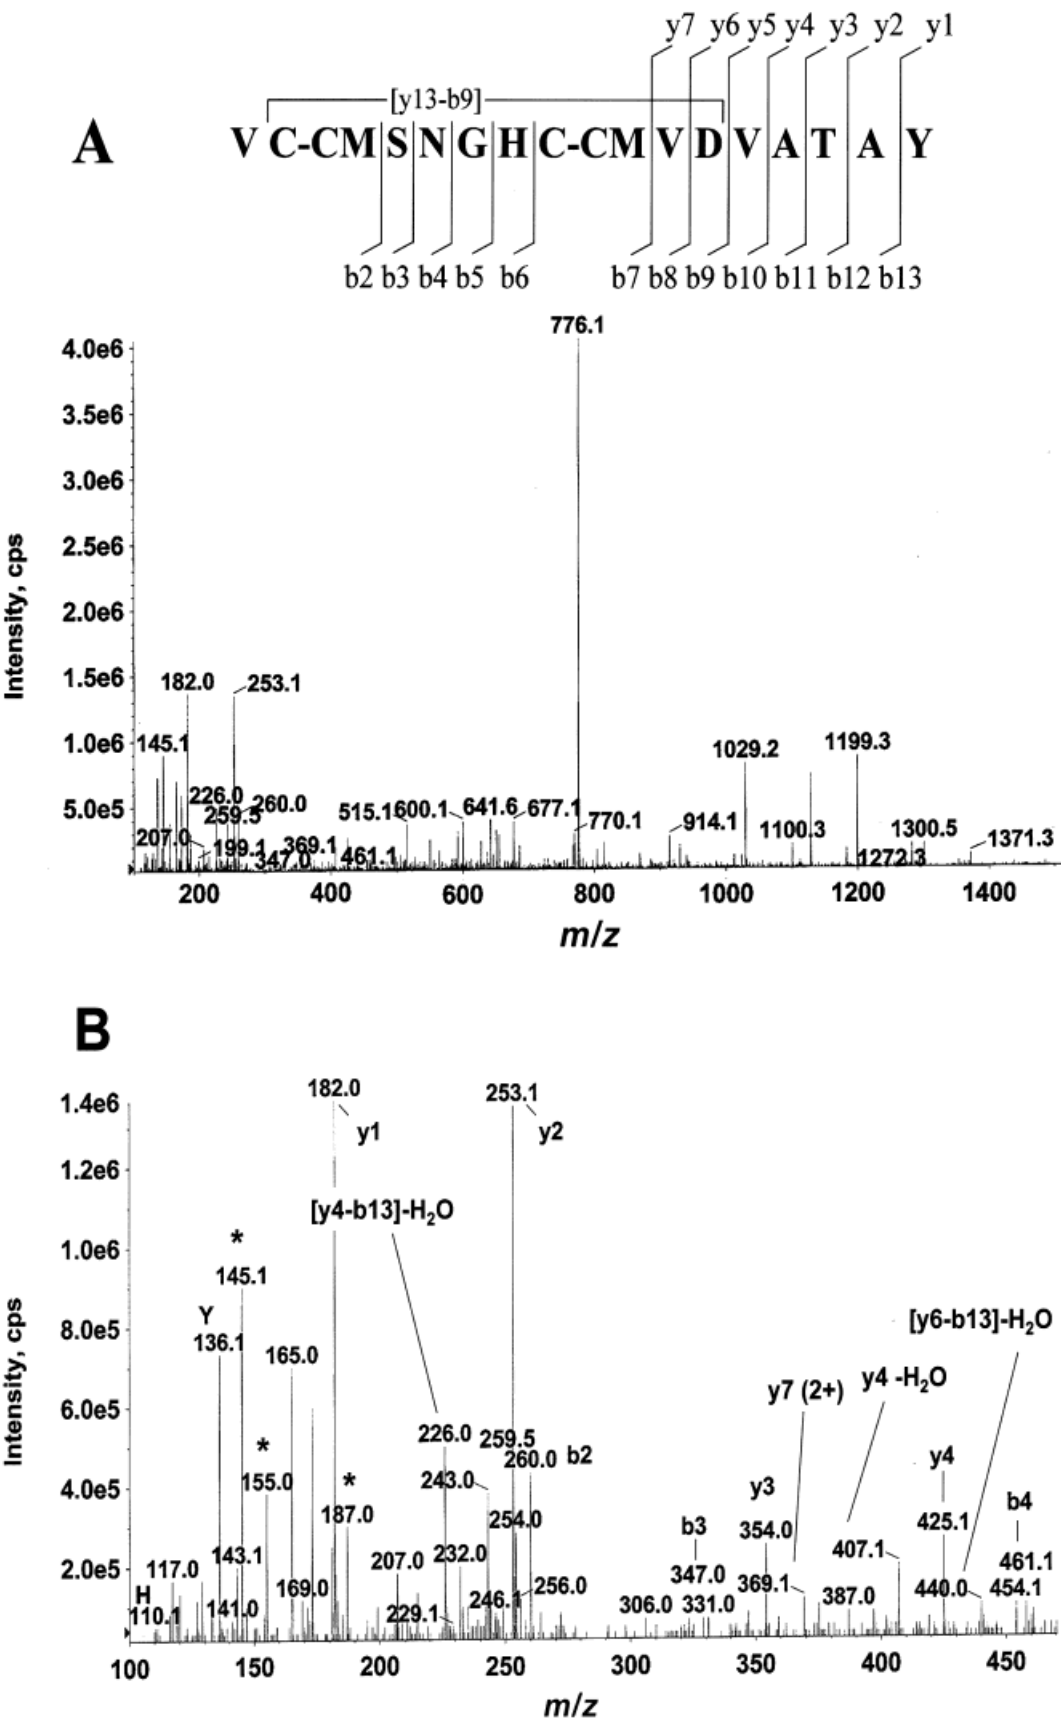 y7 y6 y5 y4 y3 y2 y1
[y13-b9]
A
V C-CM S N G H C-CM V D V A T A Y
b2 b3 b4 b5 b6 b7 b8 b9 b10 b11 b12 b13
776.1
4.0e6
3.5e6
3.0e6
2.5e6
2.0e6
1.5e6
1.0e6
5.0e5
Intensity, cps
182.0
253.1
145.1
226.0
259.5
260.0
207.0
199.1
347.0
369.1
461.1
515.1
600.1
641.6
677.1
770.1
914.1
1029.2
1100.3
1199.3
1272.3
1300.5
1371.3
200 400 600 800 1000 1200 1400
m/z
B
1.4e6
1.2e6
1.0e6
8.0e5
6.0e5
4.0e5
2.0e5
Intensity, cps
182.0
y1
253.1
y2
[y4-b13]-H₂O
*
145.1
Y
136.1
165.0
*
155.0
*
187.0
226.0
259.5
260.0 b2
243.0
254.0
[y6-b13]-H₂O
y7 (2+)
y4 -H₂O
y4
425.1
y3
354.0
b3
347.0
b4
461.1
454.1
407.1
440.0
369.1
387.0
306.0
331.0
117.0
143.1
H
110.1
141.0
169.0
207.0
232.0
229.1
246.1
256.0
100 150 200 250 300 350 400 450
m/z